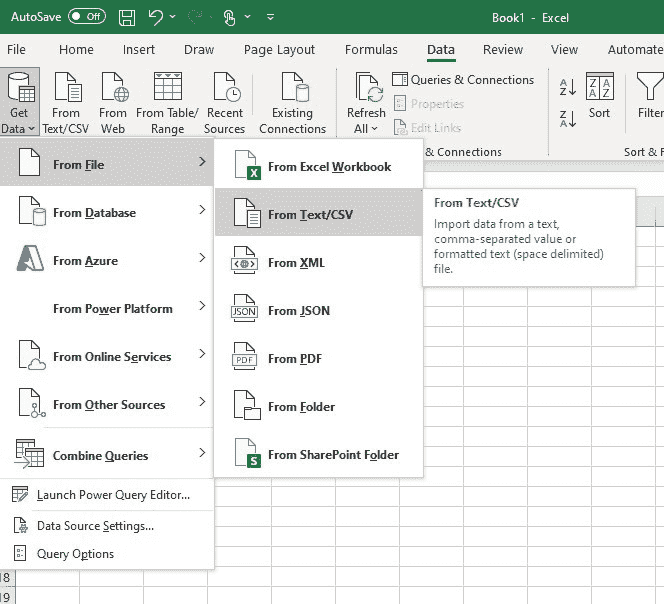 AutoSave Off Book1 - Excel
File Home Insert Draw Page Layout Formulas Data Review View Automate
Get Data From Text/CSV From Web From Table/ Range Recent Sources Existing Connections Refresh All Queries & Connections Properties Edit Links Sort Filter
& Connections Sort & F
From File
From Database
From Azure
From Power Platform
From Online Services
From Other Sources
Combine Queries
Launch Power Query Editor...
Data Source Settings...
Query Options
From Excel Workbook
From Text/CSV
From XML
From JSON
From PDF
From Folder
From SharePoint Folder
From Text/CSV
Import data from a text,
comma-separated value or
formatted text (space delimited)
file.
18
19